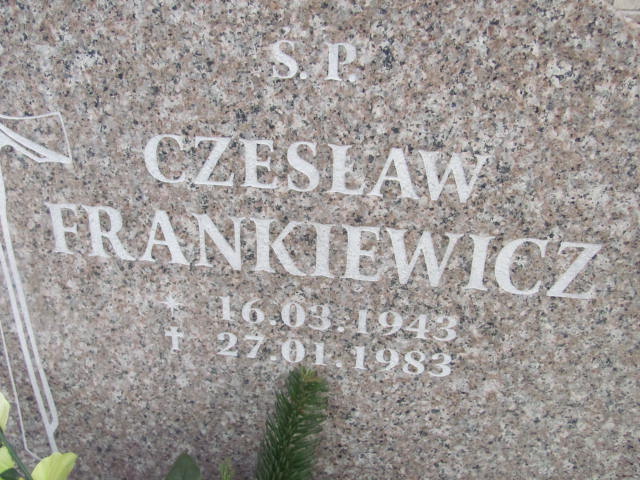 Ś. P.
CZESŁAW
FRANKIEWICZ
* 16.03.1943
✝ 27.01.1983